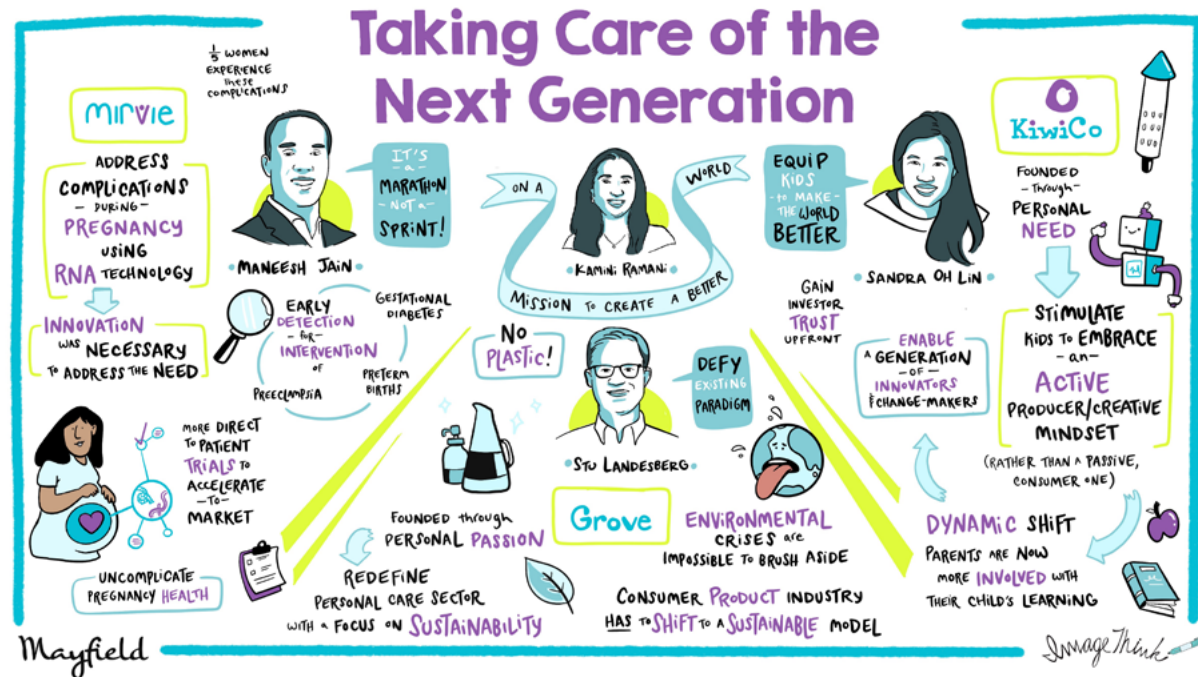 Taking Care of the
Next Generation
1/5 WOMEN
EXPERIENCE
these
COMPLICATIONS
mirvie
ADDRESS
COMPLICATIONS
- DURING -
PREGNANCY
USING
RNA TECHNOLOGY
INNOVATION
WAS NECESSARY
TO ADDRESS THE NEED
MANEESH JAIN
IT'S
- a -
MARATHON
- NOT a -
SPRINT!
EARLY
DETECTION
- for -
INTERVENTION
OF
GESTATIONAL
DIABETES
PRETERM
BIRTHS
PREECLAMPSIA
MORE DIRECT
TO PATIENT
TRIALS TO
ACCELERATE
- TO -
MARKET
UNCOMPLICATE
PREGNANCY HEALTH
ON A
MISSION TO CREATE A BETTER
WORLD
KAMINI RAMANI
NO
PLASTIC!
STU LANDESBERG
DEFY
EXISTING
PARADIGM
Grove
FOUNDED through
PERSONAL PASSION
REDEFINE
PERSONAL CARE SECTOR
WITH A FOCUS ON SUSTAINABILITY
ENVIRONMENTAL
CRISES are
IMPOSSIBLE TO BRUSH ASIDE
CONSUMER PRODUCT INDUSTRY
HAS TO SHIFT TO A SUSTAINABLE MODEL
EQUIP
KIDS
- to MAKE -
THE WORLD
BETTER
SANDRA OH LIN
KiwiCo
FOUNDED
- through -
PERSONAL
NEED
GAIN
INVESTOR
TRUST
UPFRONT
STIMULATE
KIDS TO EMBRACE
- an -
ACTIVE
PRODUCER/CREATIVE
MINDSET
(RATHER THAN A PASSIVE,
CONSUMER ONE)
ENABLE
A GENERATION
- OF -
INNOVATORS
& CHANGE-MAKERS
DYNAMIC SHIFT
PARENTS ARE NOW
MORE INVOLVED WITH
THEIR CHILD'S LEARNING
Mayfield
ImageThink